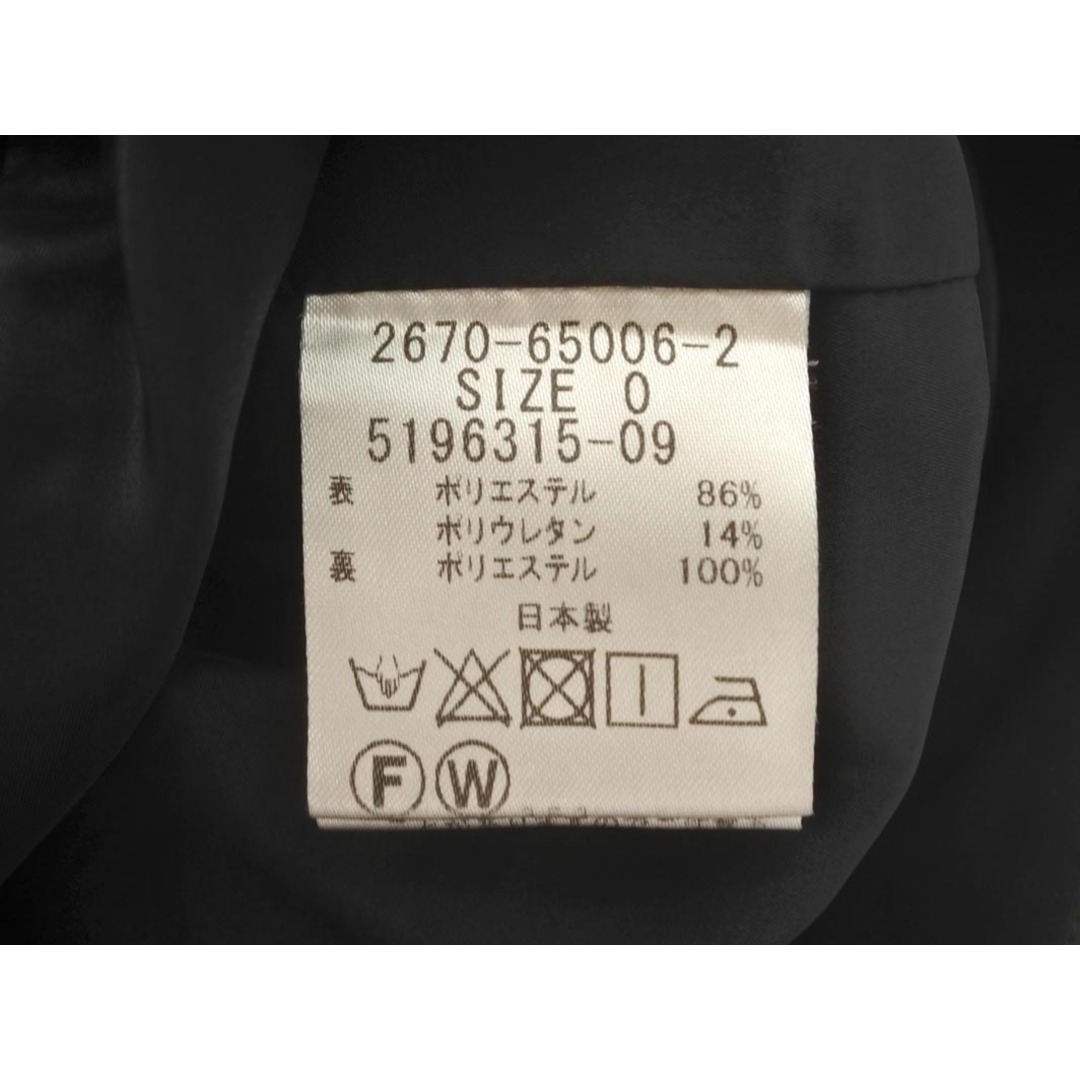 2670-65006-2
SIZE 0
5196315-09
表 ポリエステル 86%
ポリウレタン 14%
裏 ポリエステル 100%
日本製
F W